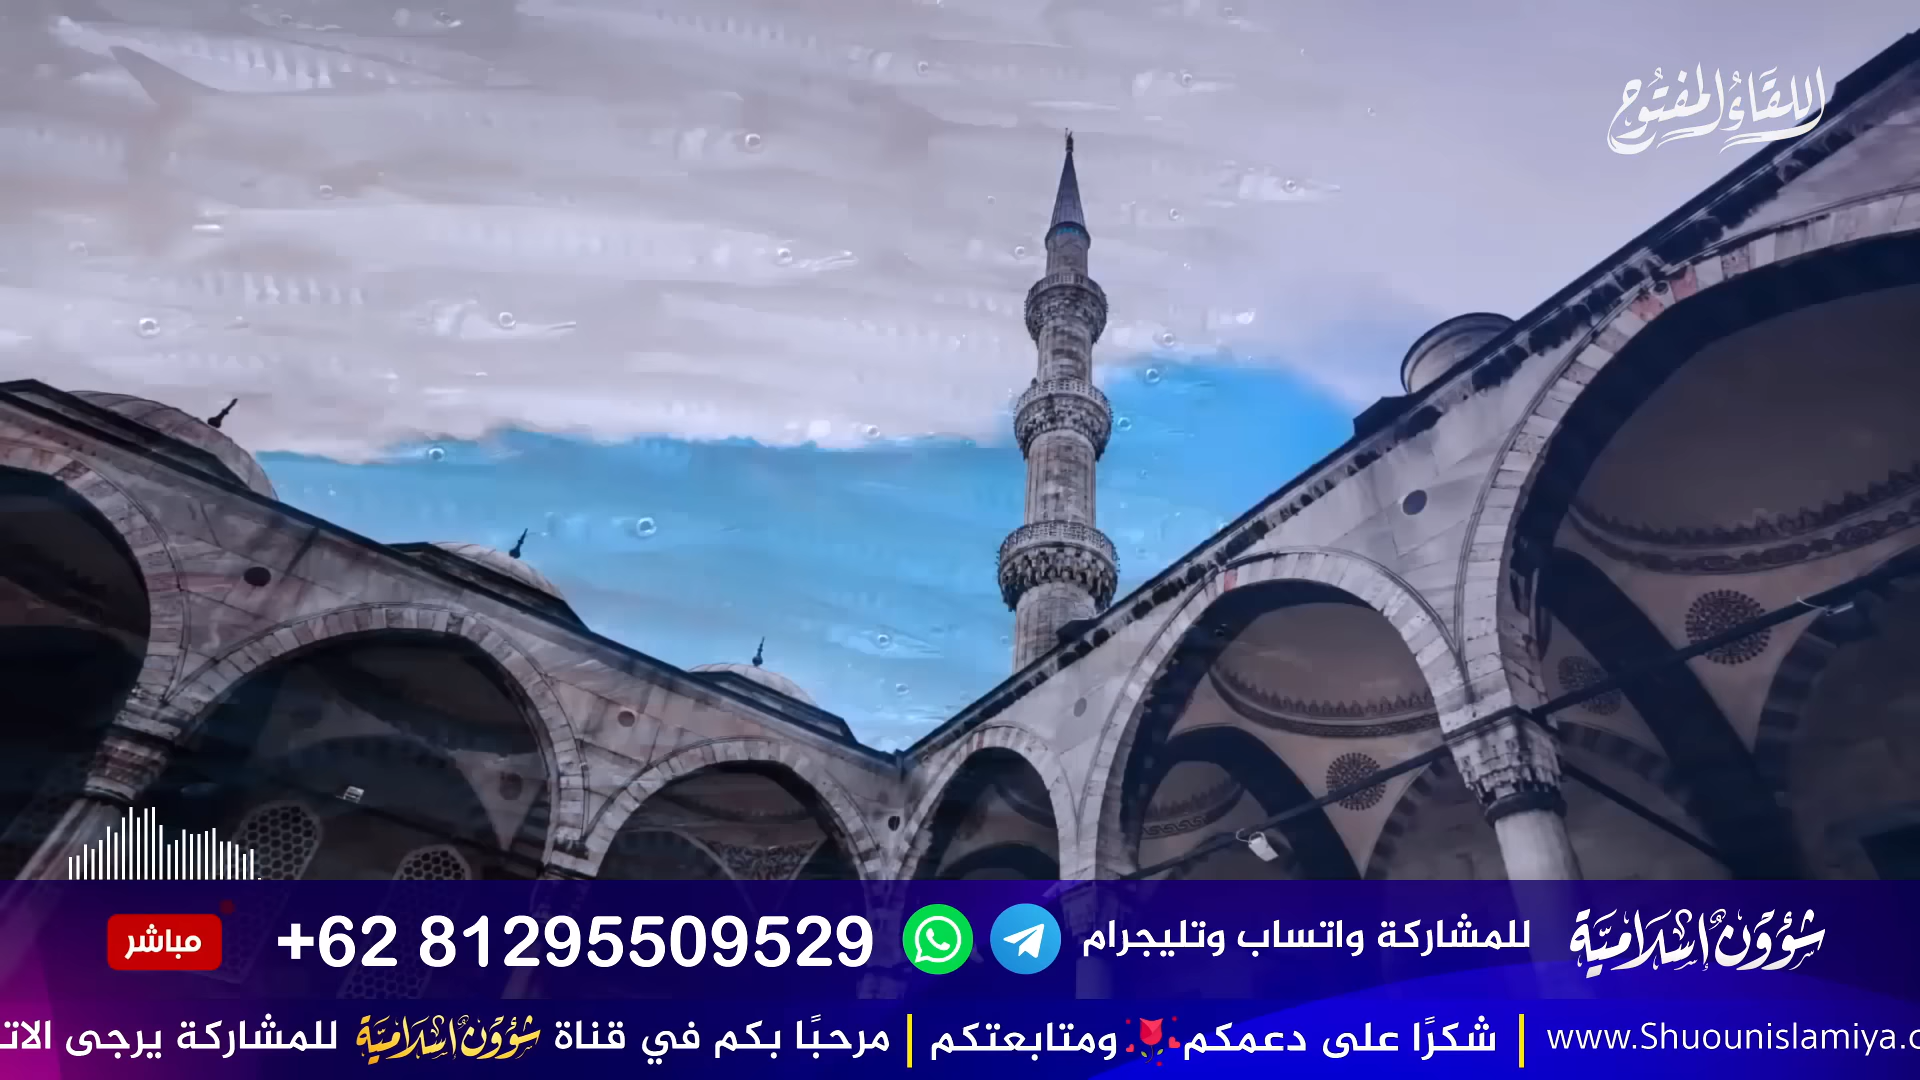 اللقاء المفتوح
شؤون إسلامية
للمشاركة واتساب وتليجرام
+62 81295509529
مباشر
www.Shuounislamiya.c
شكرًا على دعمكم ومتابعتكم | مرحبًا بكم في قناة شؤون إسلامية للمشاركة يرجى الات